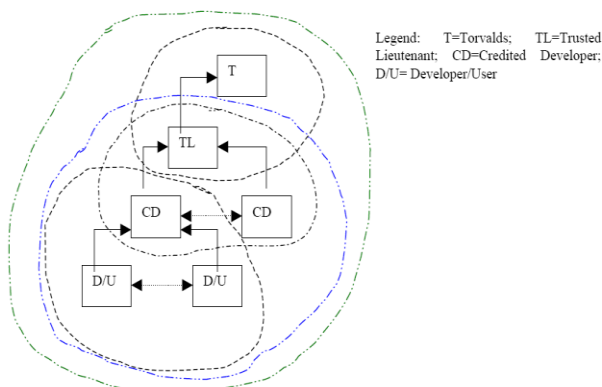 T
TL
CD
CD
D/U
D/U
Legend: T=Torvalds; TL=Trusted
Lieutenant; CD=Credited Developer;
D/U= Developer/User